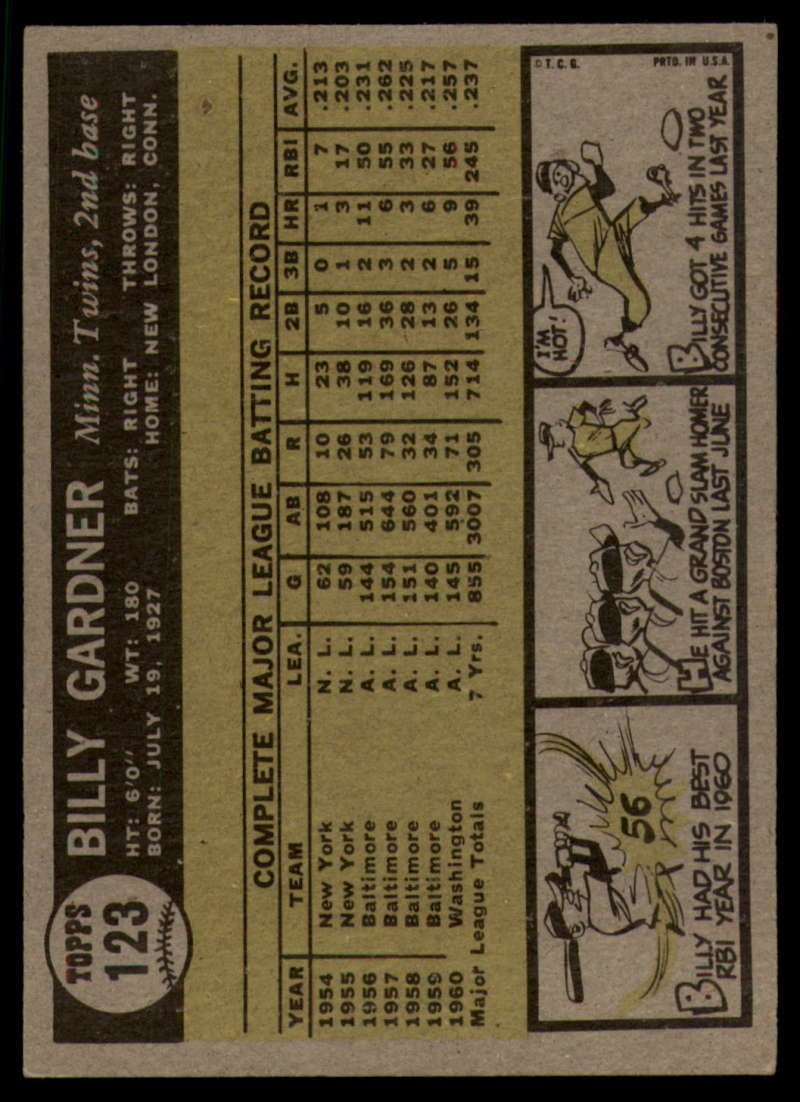 TOPPS
123
BILLY GARDNER Minn. Twins, 2nd base
HT: 6'0" WT: 180 BATS: RIGHT THROWS: RIGHT
BORN: JULY 19, 1927 HOME: NEW LONDON, CONN.
COMPLETE MAJOR LEAGUE BATTING RECORD
YEAR TEAM LEA. G AB R H 2B 3B HR RBI AVG.
1954 New York N. L. 62 108 10 23 5 0 1 7 .213
1955 New York N. L. 59 187 26 38 10 1 3 17 .203
1956 Baltimore A. L. 144 515 53 119 16 2 11 50 .231
1957 Baltimore A. L. 154 644 79 169 36 3 6 55 .262
1958 Baltimore A. L. 151 560 32 126 28 2 3 33 .225
1959 Baltimore A. L. 140 401 34 87 13 2 6 27 .217
1960 Washington A. L. 145 592 71 152 26 5 9 56 .257
Major League Totals 7 Yrs. 855 3007 305 714 134 15 39 245 .237
56
BILLY HAD HIS BEST
RBI YEAR IN 1960
HE HIT A GRAND SLAM HOMER
AGAINST BOSTON LAST JUNE
© T. C. G. PRTD. IN U.S.A.
I'M
HOT!
BILLY GOT 4 HITS IN TWO
CONSECUTIVE GAMES LAST YEAR